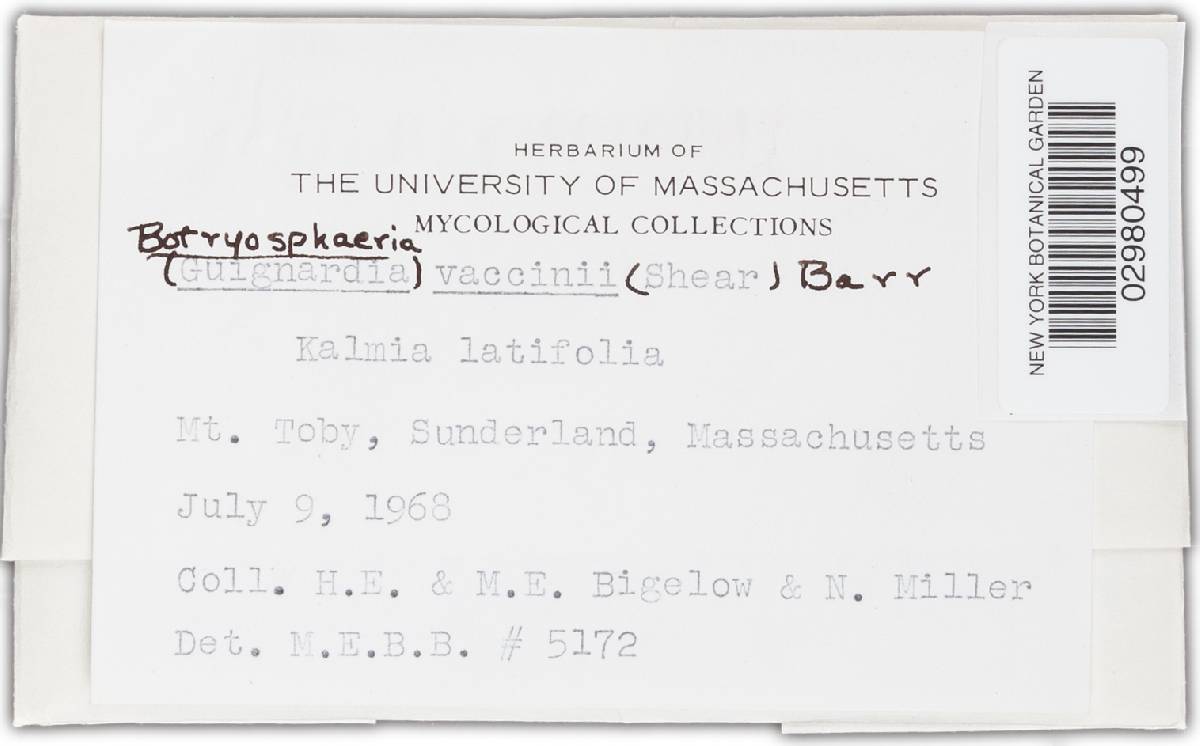 HERBARIUM OF
THE UNIVERSITY OF MASSACHUSETTS
MYCOLOGICAL COLLECTIONS
Botryosphaeria
(Guignardia) vaccinii (Shear) Barr
Kalmia latifolia
Mt. Toby, Sunderland, Massachusetts
July 9, 1968
Coll. H.E. & M.E. Bigelow & N. Miller
Det. M.E.B.B. # 5172
NEW YORK BOTANICAL GARDEN
02980499